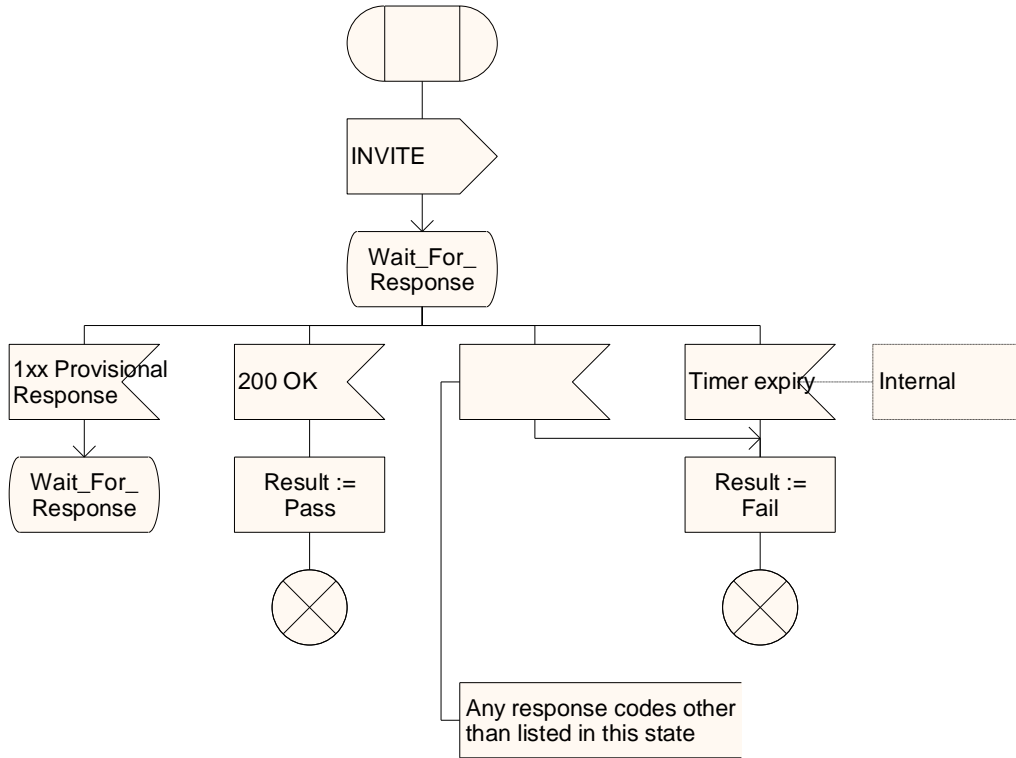 INVITE
Wait_For_
Response
1xx Provisional
Response
200 OK
Timer expiry
Internal
Wait_For_
Response
Result :=
Pass
Result :=
Fail
Any response codes other
than listed in this state